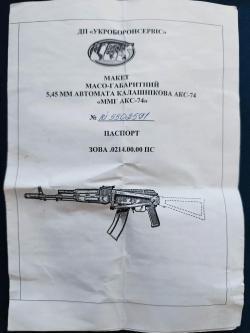 ДП «УКРОБОРОНСЕРВІС»
МАКЕТ
МАСО-ГАБАРИТНИЙ
5,45 ММ АВТОМАТА КАЛАШНИКОВА АКС-74
«ММГ АКС-74»
№
ПАСПОРТ
ЗОВА .0214.00.00 ПС